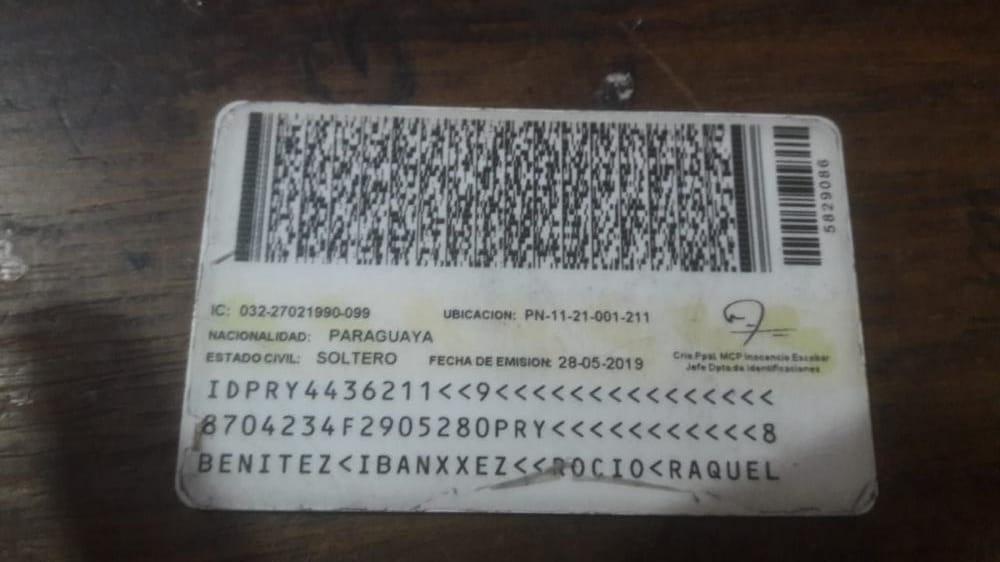 5829086
IC: 032-27021990-099 UBICACION: PN-11-21-001-211
NACIONALIDAD: PARAGUAYA
ESTADO CIVIL: SOLTERO FECHA DE EMISION: 28-05-2019
Crio.Ppal. MCP Inocencio Escobar
Jefe Dpto de Identificaciones
IDPRY4436211<<9<<<<<<<<<<<<<<<
8704234F2905280PRY<<<<<<<<<<<8
BENITEZ<IBANXXEZ<<ROCIO<RAQUEL